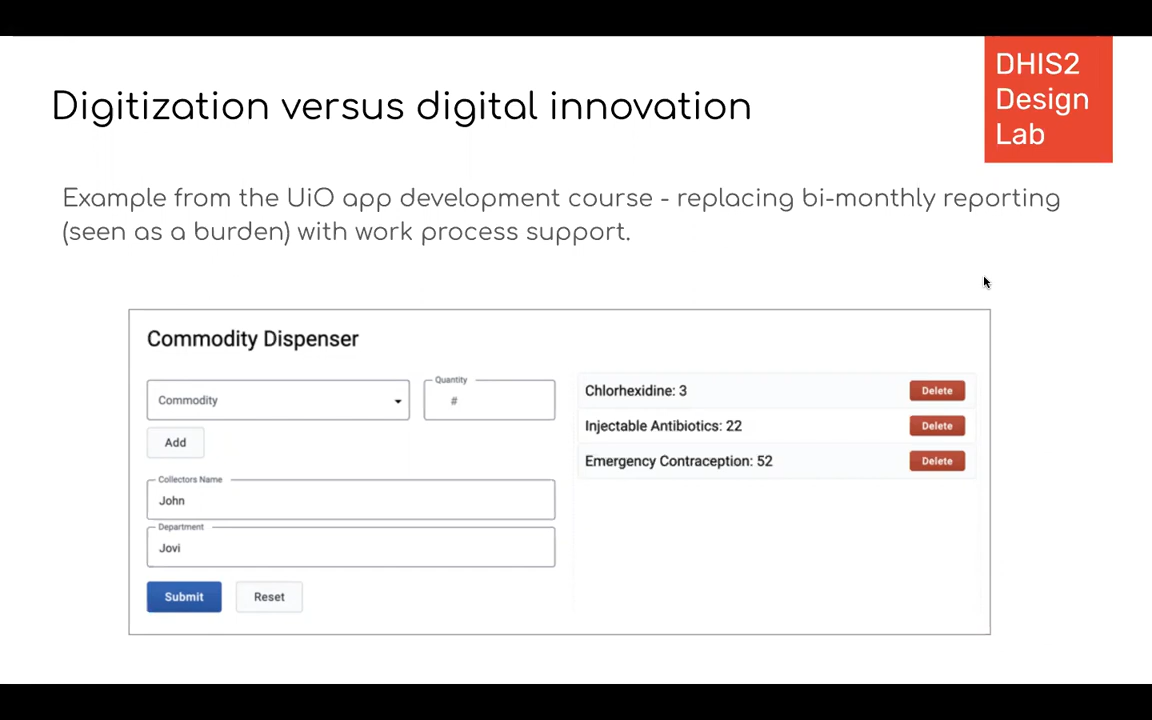 DHIS2
Design
Lab
Digitization versus digital innovation
Example from the UiO app development course - replacing bi-monthly reporting
(seen as a burden) with work process support.
Commodity Dispenser
Commodity
Quantity
#
Add
Collectors Name
John
Department
Jovi
Submit
Reset
Chlorhexidine: 3
Delete
Injectable Antibiotics: 22
Delete
Emergency Contraception: 52
Delete